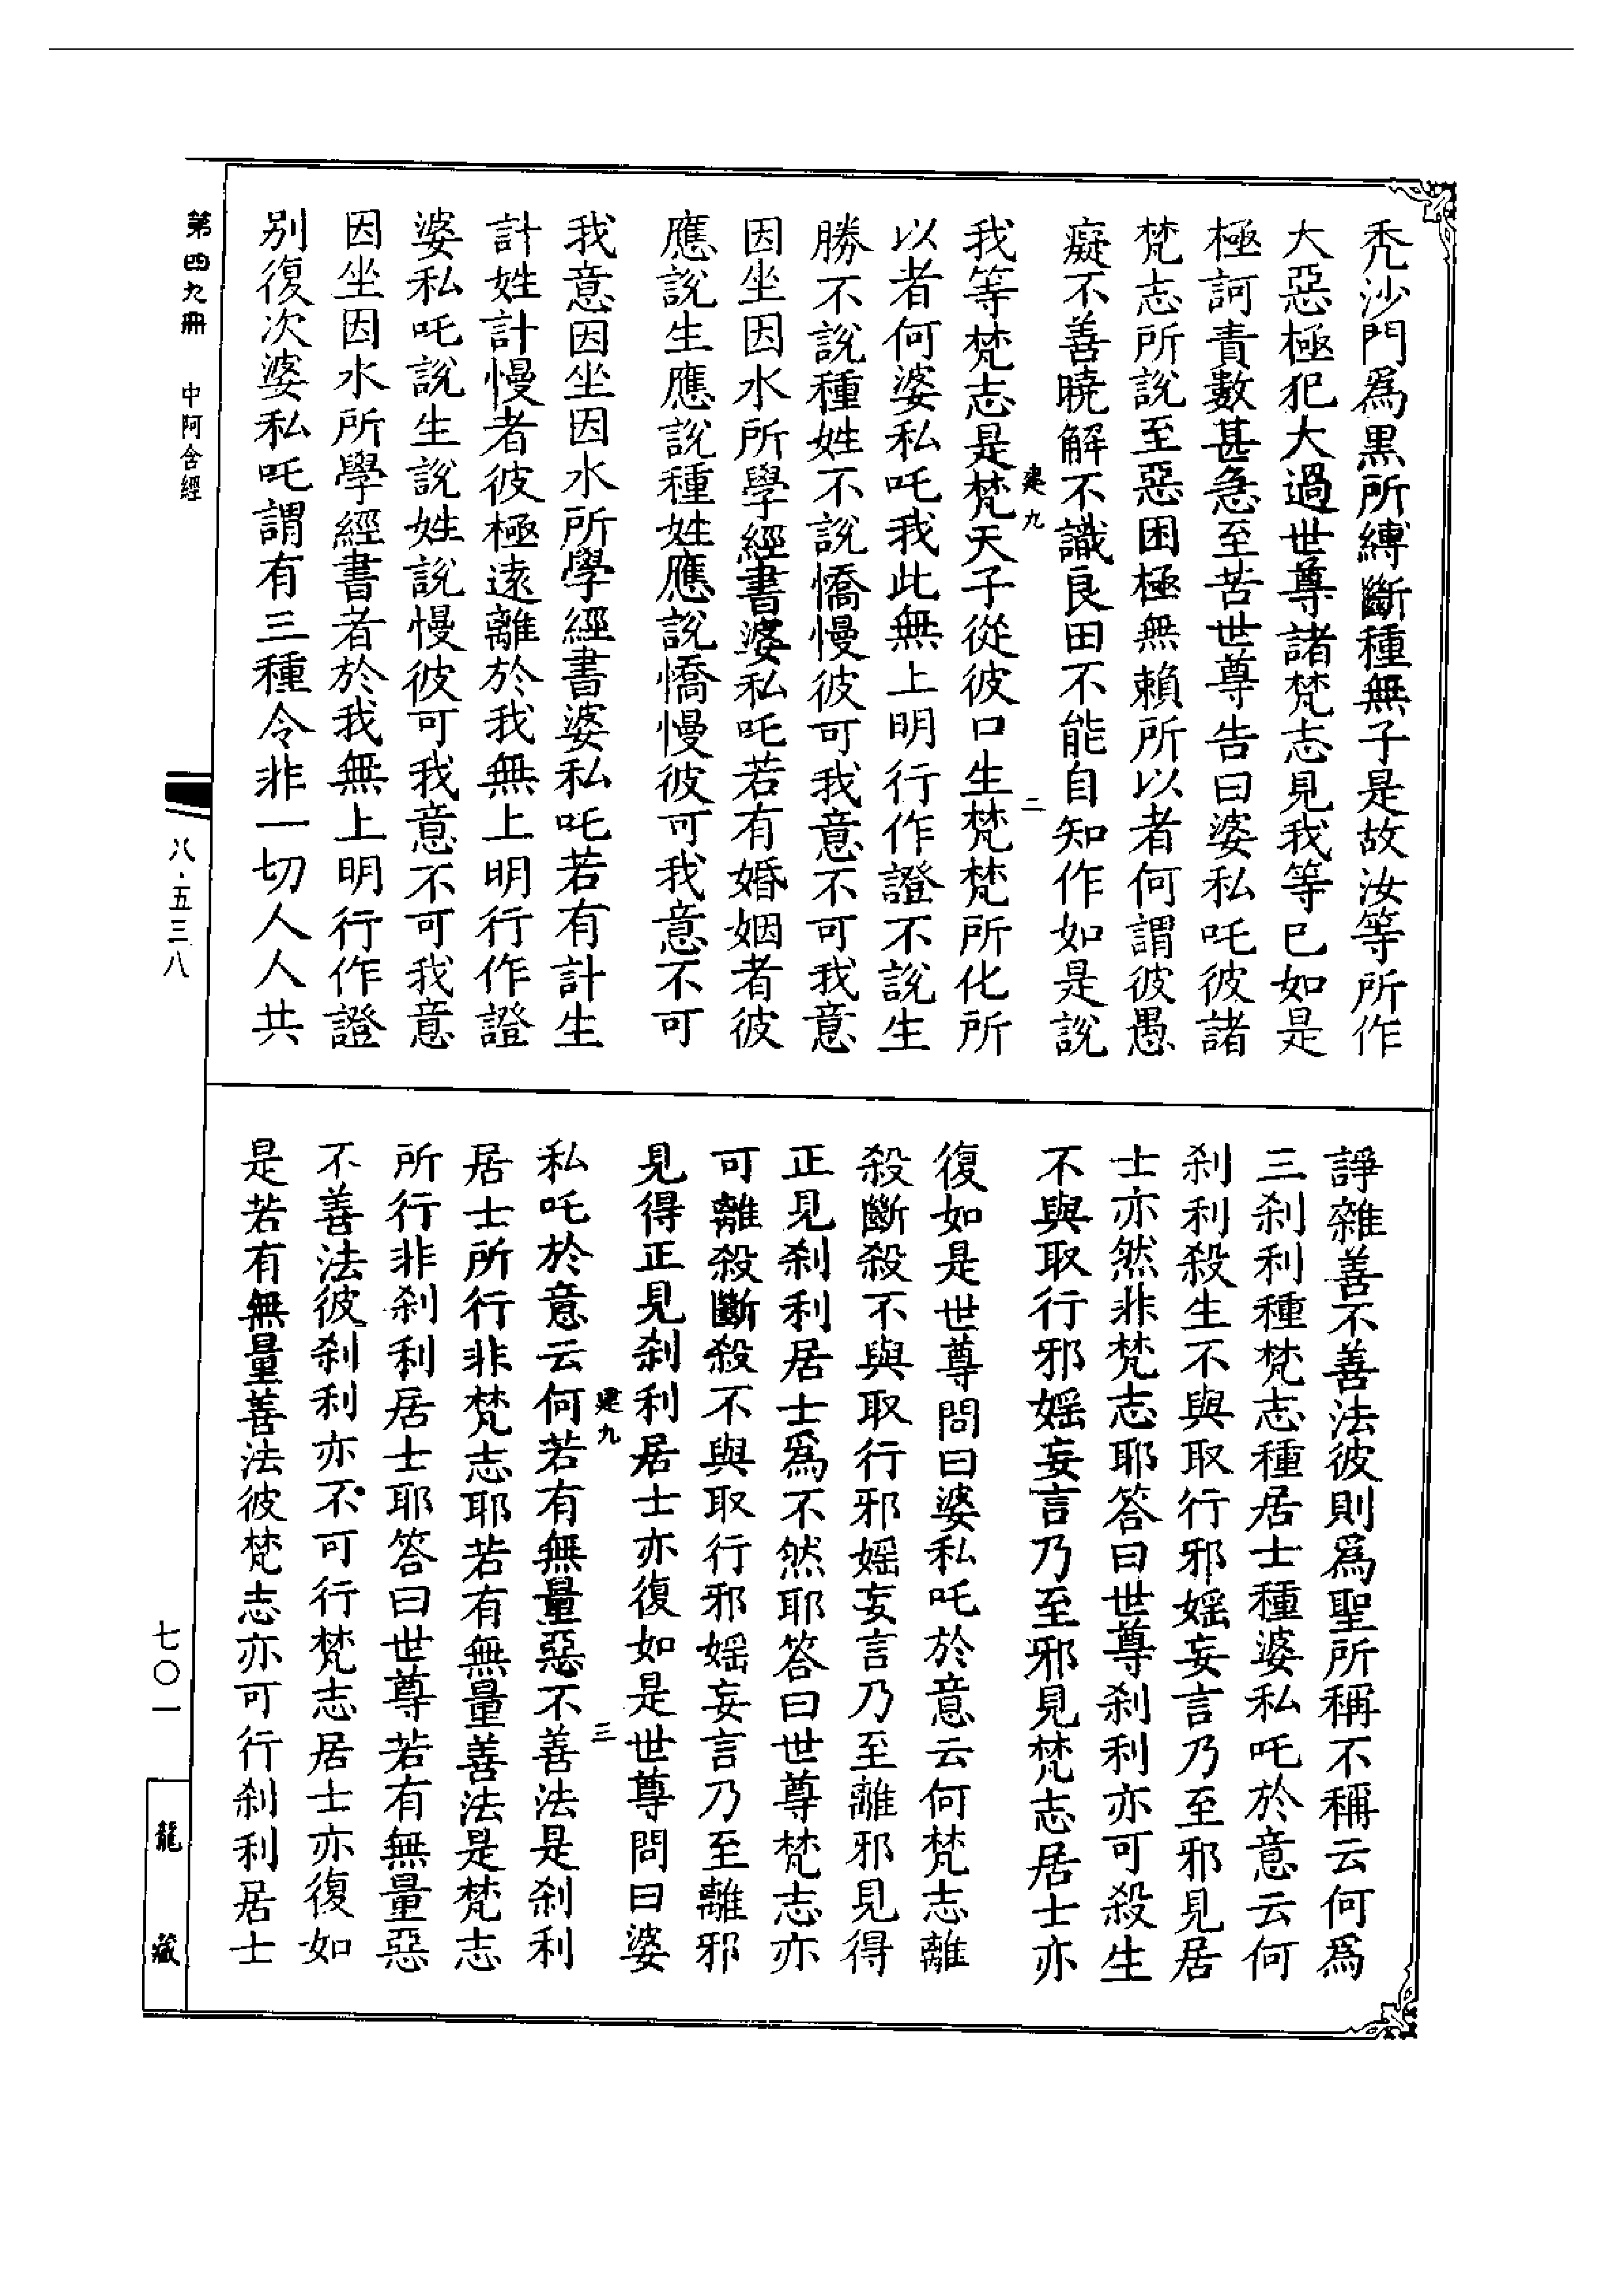 禿沙門爲黑所縛斷種無子是故汝等所作
大惡極犯大過世尊諸梵志見我等已如是
極訶責數甚急至苦世尊告曰婆私吒彼諸
梵志所說至惡困極無賴所以者何謂彼愚
癡不善曉解不識良田不能自知作如是說
建九 二
我等梵志是梵天子從彼口生梵梵所化所
以者何婆私吒我此無上明行作證不說生
勝不說種姓不說憍慢彼可我意不可我意
因坐因水所學經書婆私吒若有婚姻者彼
應說生應說種姓應說憍慢彼可我意不可
我意因坐因水所學經書婆私吒若有計生
計姓計慢者彼極遠離於我無上明行作證
婆私吒說生說姓說慢彼可我意不可我意
因坐因水所學經書者於我無上明行作證
別復次婆私吒謂有三種令非一切人人共
諍雜善不善法彼則爲聖所稱不稱云何爲
三刹利種梵志種居士種婆私吒於意云何
刹利殺生不與取行邪婬妄言乃至邪見居
士亦然非梵志耶答曰世尊刹利亦可殺生
不與取行邪婬妄言乃至邪見梵志居士亦
復如是世尊問曰婆私吒於意云何梵志離
殺斷殺不與取行邪婬妄言乃至離邪見得
正見刹利居士爲不然耶答曰世尊梵志亦
可離殺斷殺不與取行邪婬妄言乃至離邪
見得正見刹利居士亦復如是世尊問曰婆
建九 三
私吒於意云何若有無量惡不善法是刹利
居士所行非梵志耶若有無量善法是梵志
所行非刹利居士耶答曰世尊若有無量惡
不善法彼刹利亦不可行梵志居士亦復如
是若有無量善法彼梵志亦可行刹利居士
第四九冊 中阿含經
八·五三八
七〇一
龍藏